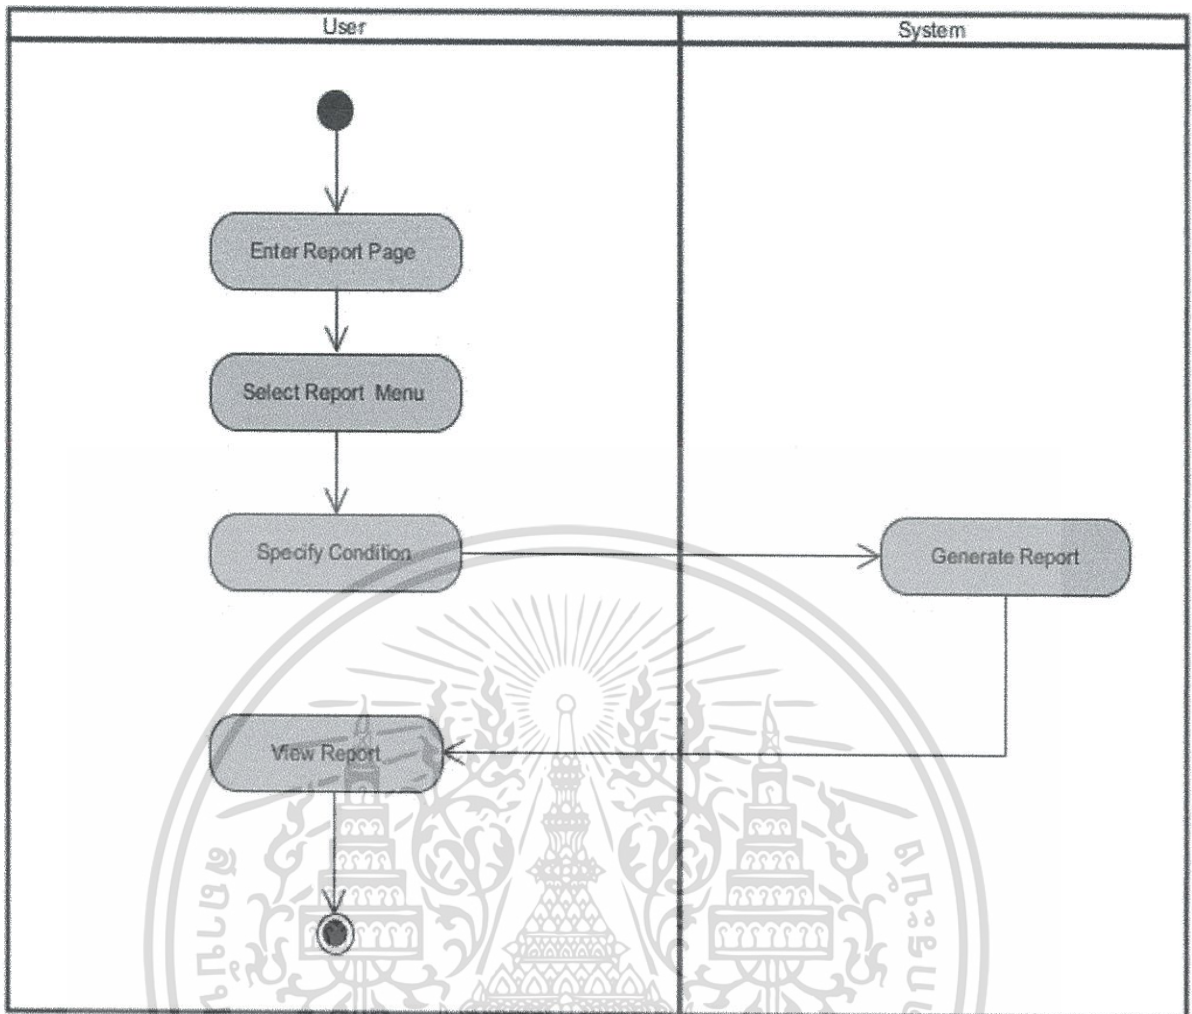 User
System
Enter Report Page
Select Report Menu
Specify Condition
Generate Report
View Report